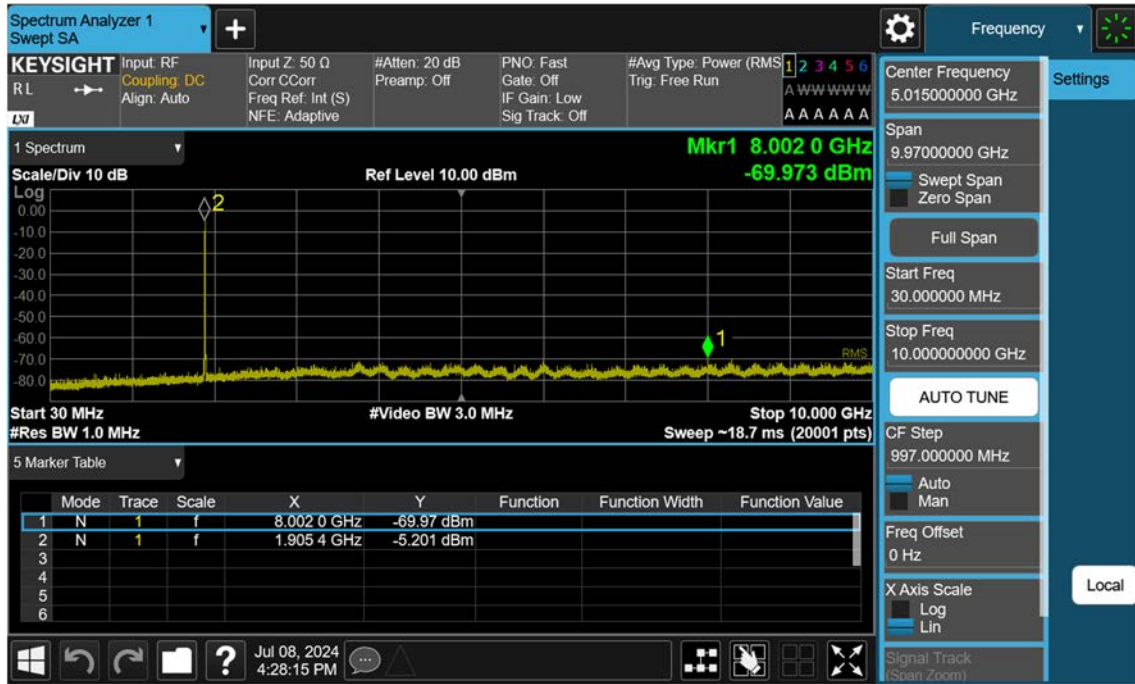 Spectrum Analyzer 1
Swept SA
+
Frequency
KEYSIGHT
R L
LXI
Input: RF
Coupling: DC
Align: Auto
Input Z: 50 Ω
Corr CCorr
Freq Ref: Int (S)
NFE: Adaptive
#Atten: 20 dB
Preamp: Off
PNO: Fast
Gate: Off
IF Gain: Low
Sig Track: Off
#Avg Type: Power (RMS
Trig: Free Run
1 2 3 4 5 6
A W W W W W
A A A A A A
1 Spectrum
Scale/Div 10 dB
Ref Level 10.00 dBm
Mkr1 8.002 0 GHz
-69.973 dBm
Log
0.00
-10.0
-20.0
-30.0
-40.0
-50.0
-60.0
-70.0
-80.0
2
1
RMS
Start 30 MHz
#Video BW 3.0 MHz
Stop 10.000 GHz
#Res BW 1.0 MHz
Sweep ~18.7 ms (20001 pts)
5 Marker Table
Mode Trace Scale X Y Function Function Width Function Value
1 N 1 f 8.002 0 GHz -69.97 dBm
2 N 1 f 1.905 4 GHz -5.201 dBm
3
4
5
6
?
Jul 08, 2024
4:28:15 PM
Center Frequency
5.015000000 GHz
Span
9.97000000 GHz
Swept Span
Zero Span
Full Span
Start Freq
30.000000 MHz
Stop Freq
10.000000000 GHz
AUTO TUNE
CF Step
997.000000 MHz
Auto
Man
Freq Offset
0 Hz
X Axis Scale
Log
Lin
Signal Track
(Span Zoom)
Settings
Local